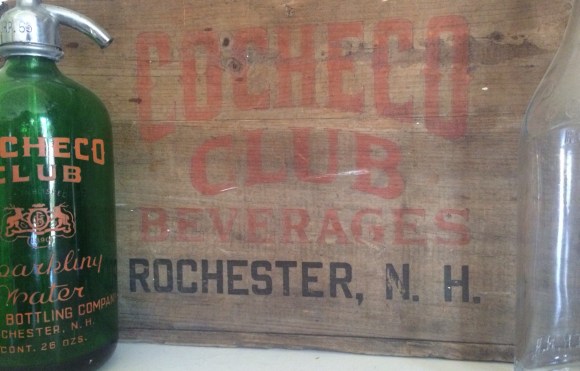 COCHECO
CLUB
BEVERAGES
ROCHESTER, N. H.
CHECO
CLUB
Sparkling
Water
BOTTLING COMPANY
CHESTER, N. H.
CONT. 26 OZS.